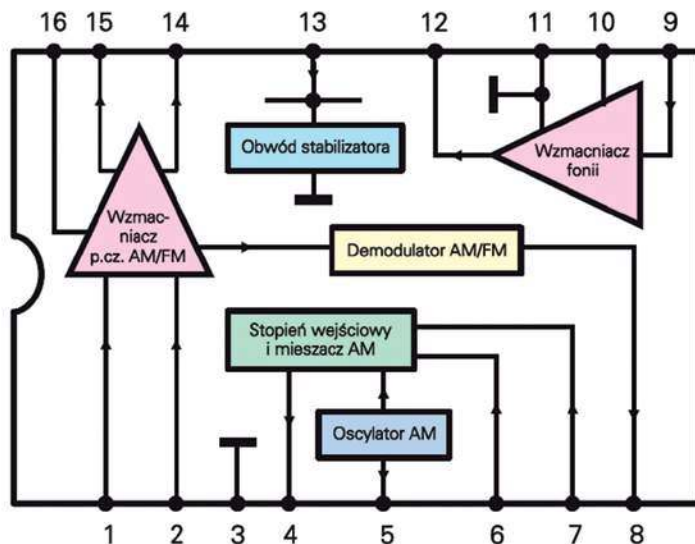 16 15 14 13 12 11 10 9
Obwód stabilizatora
Wzmacniacz
fonii
Wzmac-
niacz
p.cz. AM/FM
Demodulator AM/FM
Stopień wejściowy
i mieszacz AM
Oscylator AM
1 2 3 4 5 6 7 8